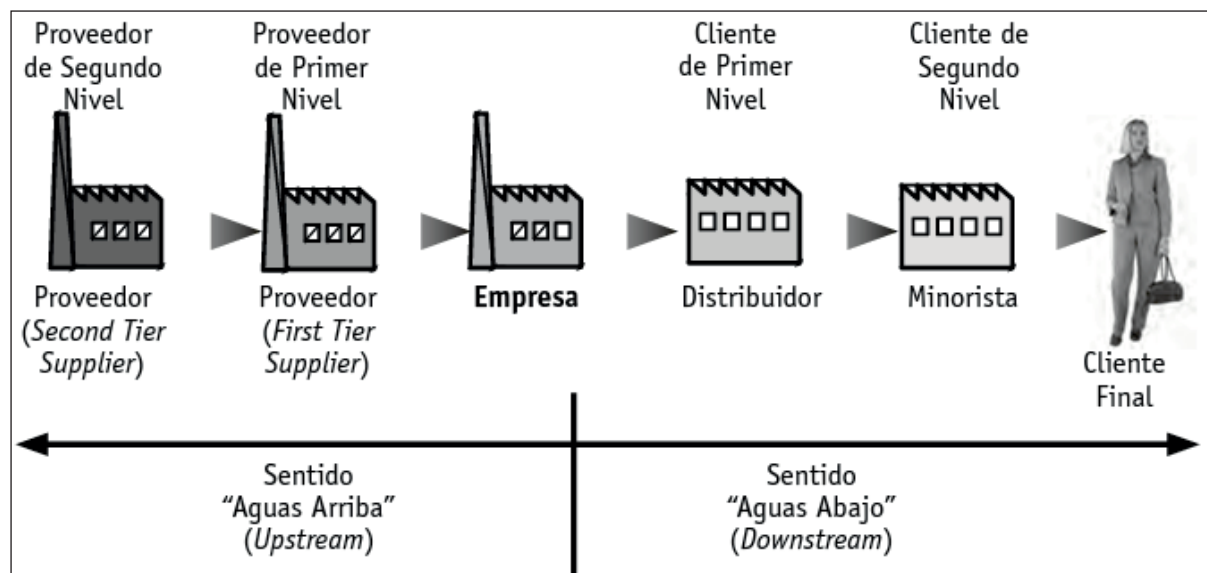 Proveedor
de Segundo
Nivel
Proveedor
de Primer
Nivel
Cliente
de Primer
Nivel
Cliente de
Segundo
Nivel
Proveedor
(Second Tier
Supplier)
Proveedor
(First Tier
Supplier)
Empresa
Distribuidor
Minorista
Cliente
Final
Sentido
“Aguas Arriba”
(Upstream)
Sentido
“Aguas Abajo”
(Downstream)